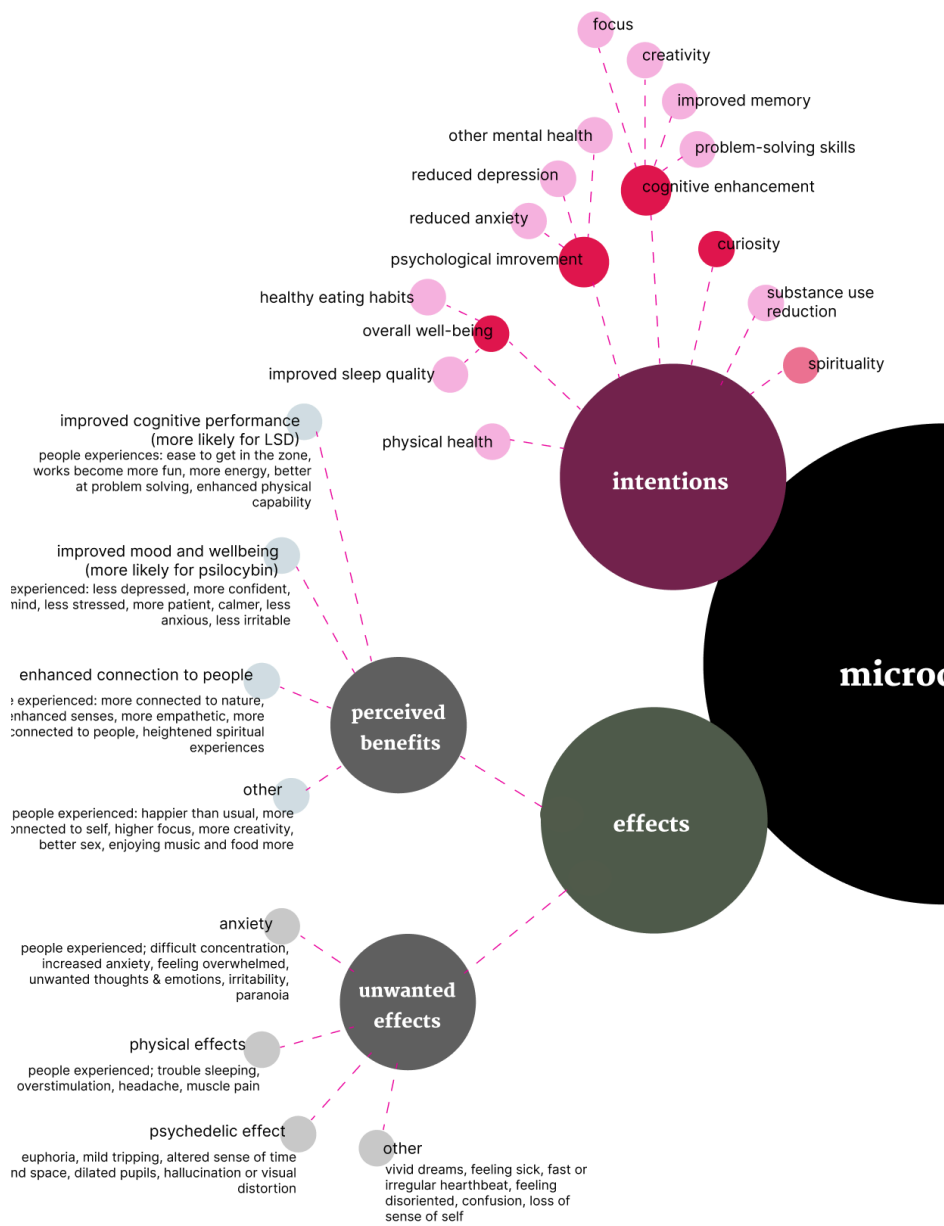 focus
creativity
improved memory
other mental health
problem-solving skills
reduced depression
cognitive enhancement
reduced anxiety
curiosity
psychological imrovement
healthy eating habits
substance use
reduction
overall well-being
spirituality
improved sleep quality
physical health
intentions
improved cognitive performance
(more likely for LSD)
people experiences: ease to get in the zone,
works become more fun, more energy, better
at problem solving, enhanced physical
capability
improved mood and wellbeing
(more likely for psilocybin)
experienced: less depressed, more confident,
mind, less stressed, more patient, calmer, less
anxious, less irritable
microd
enhanced connection to people
experienced: more connected to nature,
enhanced senses, more empathetic, more
connected to people, heightened spiritual
experiences
perceived
benefits
other
people experienced: happier than usual, more
onnected to self, higher focus, more creativity,
better sex, enjoying music and food more
effects
anxiety
people experienced; difficult concentration,
increased anxiety, feeling overwhelmed,
unwanted thoughts & emotions, irritability,
paranoia
unwanted
effects
physical effects
people experienced; trouble sleeping,
overstimulation, headache, muscle pain
psychedelic effect
euphoria, mild tripping, altered sense of time
nd space, dilated pupils, hallucination or visual
distortion
other
vivid dreams, feeling sick, fast or
irregular hearthbeat, feeling
disoriented, confusion, loss of
sense of self